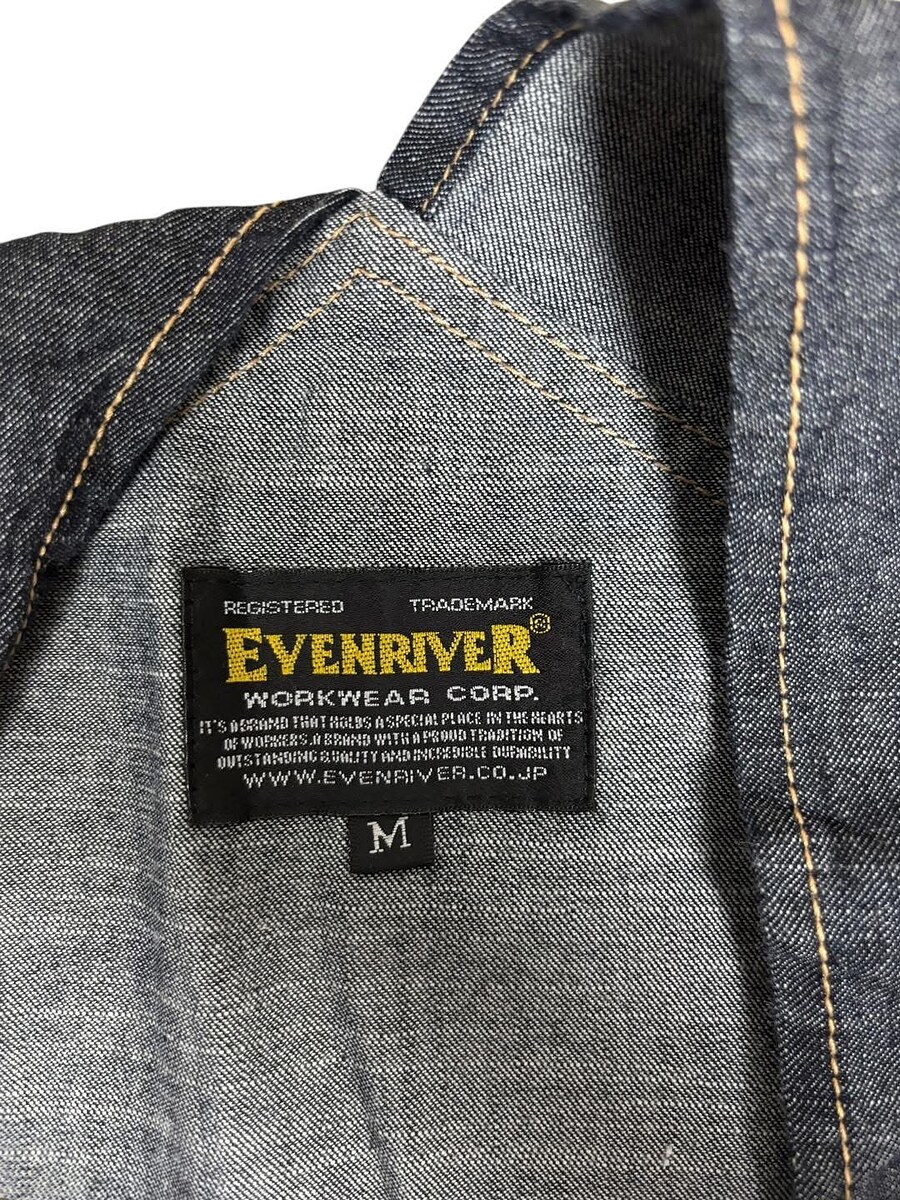 REGISTERED TRADEMARK
EVENRIVER®
WORKWEAR CORP.
IT'S A BRAND THAT HOLDS A SPECIAL PLACE IN THE HEARTS
OF WORKERS. A BRAND WITH A PROUD TRADITION OF
OUTSTANDING QUALITY AND INCREDIBLE DURABILITY
WWW.EVENRIVER.CO.JP
M